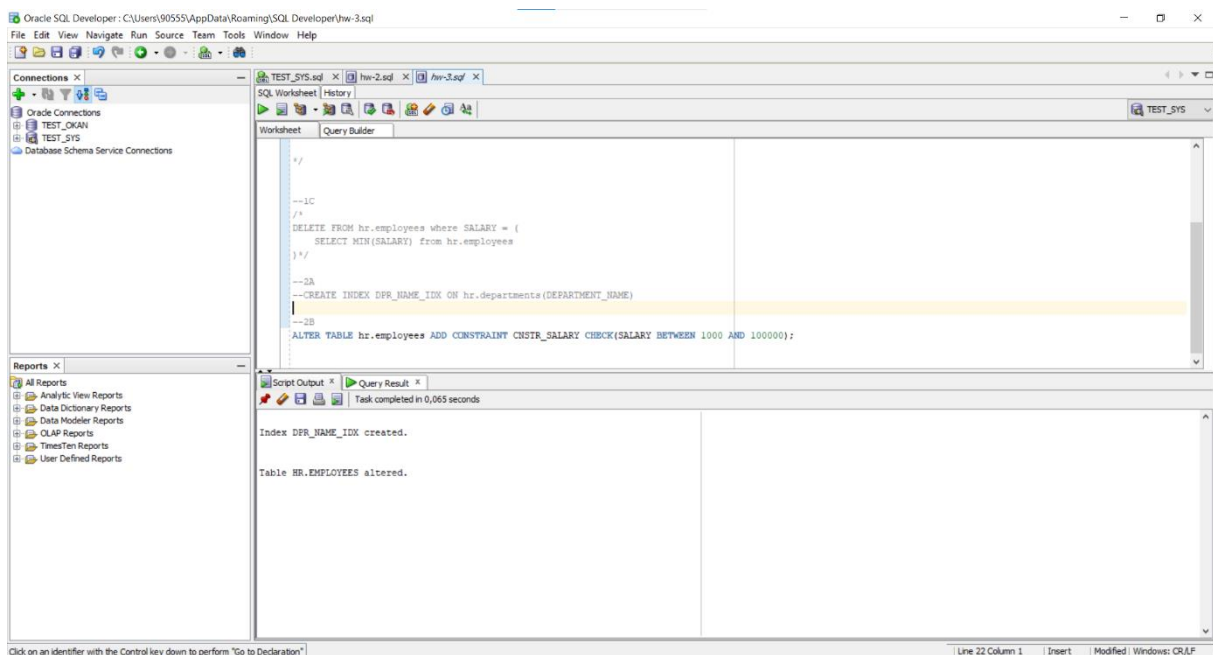 Oracle SQL Developer : C:\Users\90555\AppData\Roaming\SQL Developer\hw-3.sql
File Edit View Navigate Run Source Team Tools Window Help
Connections
Oracle Connections
TEST_OKAN
TEST_SYS
Database Schema Service Connections
Reports
All Reports
Analytic View Reports
Data Dictionary Reports
Data Modeler Reports
OLAP Reports
TimesTen Reports
User Defined Reports
TEST_SYS.sql hw-2.sql hw-3.sql
SQL Worksheet History
TEST_SYS
Worksheet Query Builder
*/
--1C
/*
DELETE FROM hr.employees where SALARY = (
SELECT MIN(SALARY) from hr.employees
)*/
--2A
--CREATE INDEX DPR_NAME_IDX ON hr.departments(DEPARTMENT_NAME)
--2B
ALTER TABLE hr.employees ADD CONSTRAINT CNSTR_SALARY CHECK(SALARY BETWEEN 1000 AND 100000);
Script Output Query Result
Task completed in 0,065 seconds
Index DPR_NAME_IDX created.
Table HR.EMPLOYEES altered.
Click on an identifier with the Control key down to perform "Go to Declaration"
Line 22 Column 1 Insert Modified Windows: CR/LF